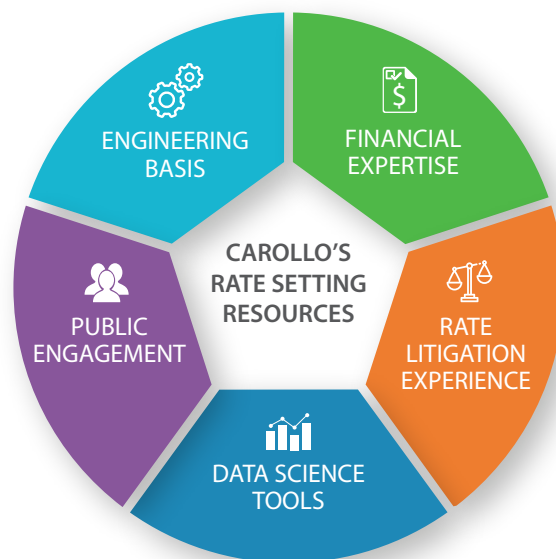 ENGINEERING
BASIS
FINANCIAL
EXPERTISE
CAROLLO'S
RATE SETTING
RESOURCES
PUBLIC
ENGAGEMENT
RATE
LITIGATION
EXPERIENCE
DATA SCIENCE
TOOLS